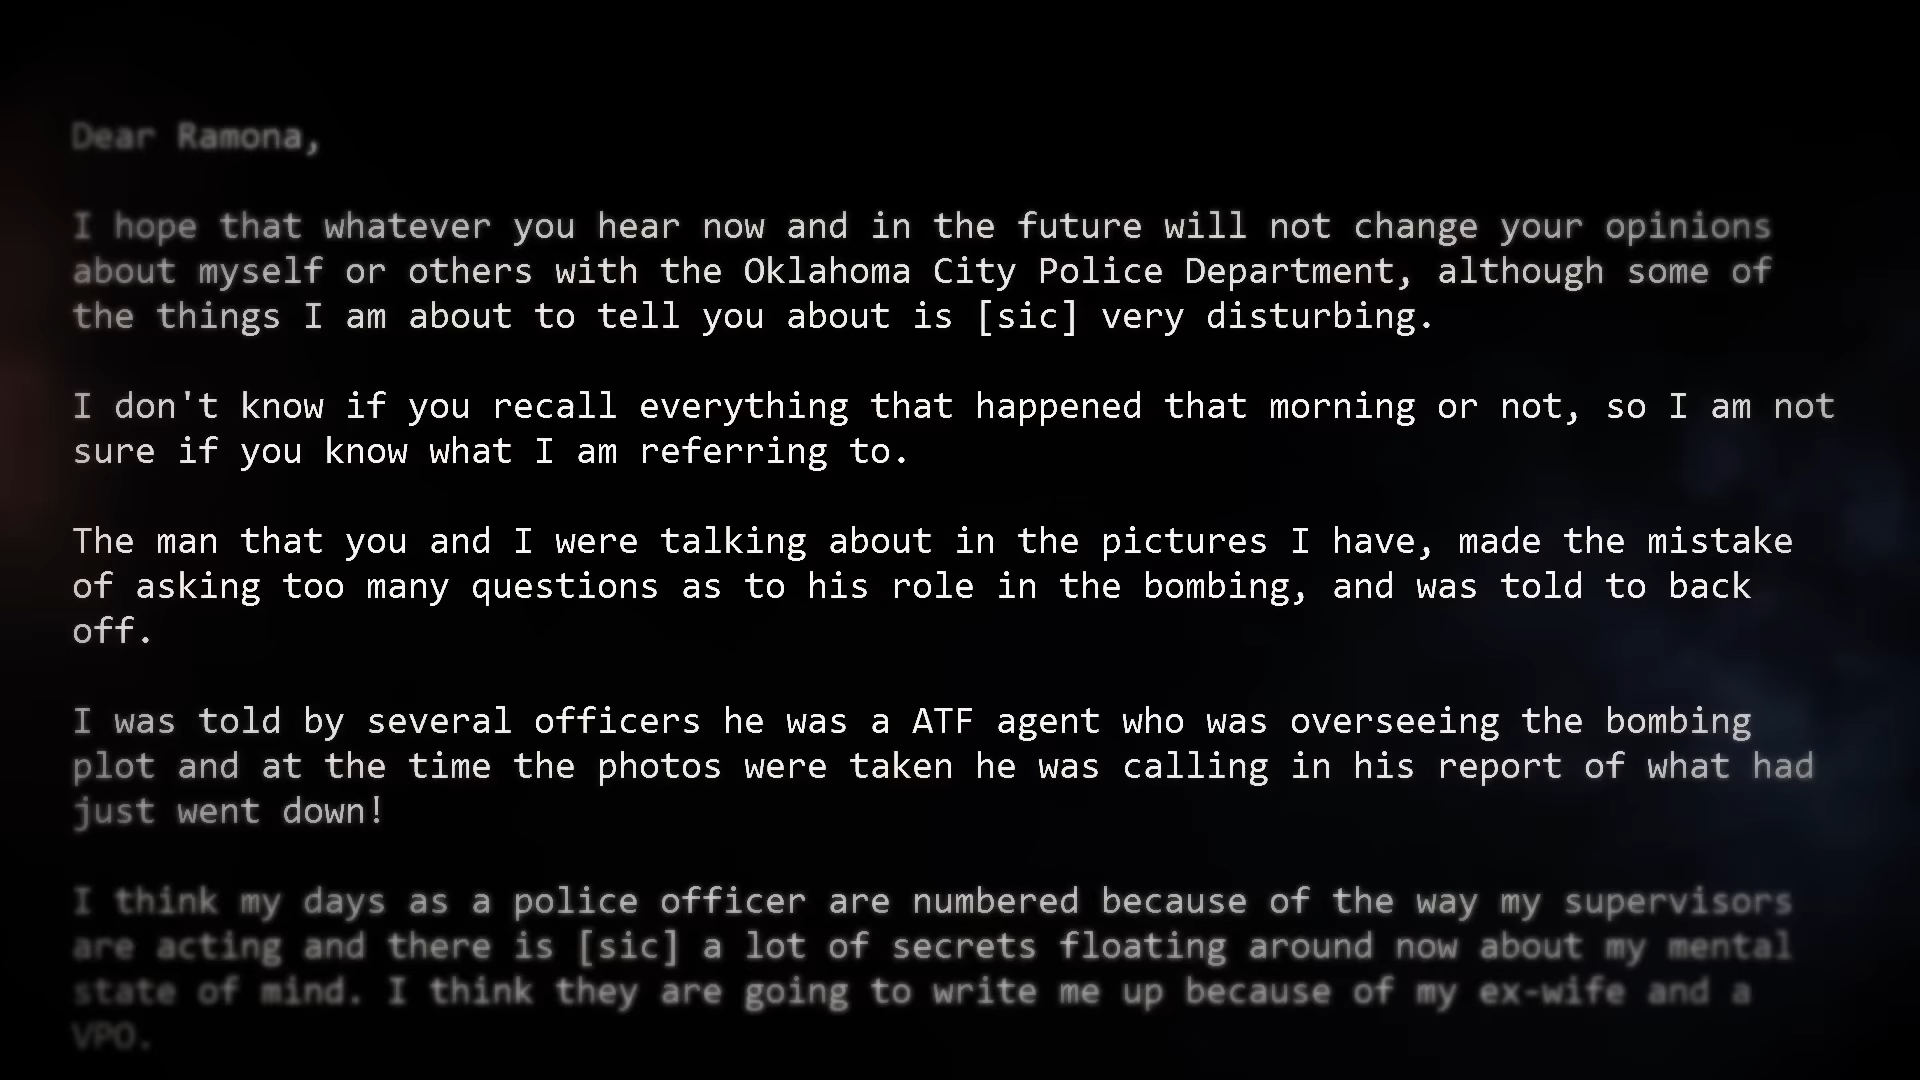 Dear Ramona,
I hope that whatever you hear now and in the future will not change your opinions
about myself or others with the Oklahoma City Police Department, although some of
the things I am about to tell you about is [sic] very disturbing.
I don't know if you recall everything that happened that morning or not, so I am not
sure if you know what I am referring to.
The man that you and I were talking about in the pictures I have, made the mistake
of asking too many questions as to his role in the bombing, and was told to back
off.
I was told by several officers he was a ATF agent who was overseeing the bombing
plot and at the time the photos were taken he was calling in his report of what had
just went down!
I think my days as a police officer are numbered because of the way my supervisors
are acting and there is [sic] a lot of secrets floating around now about my mental
state of mind. I think they are going to write me up because of my ex-wife and a
VPO.